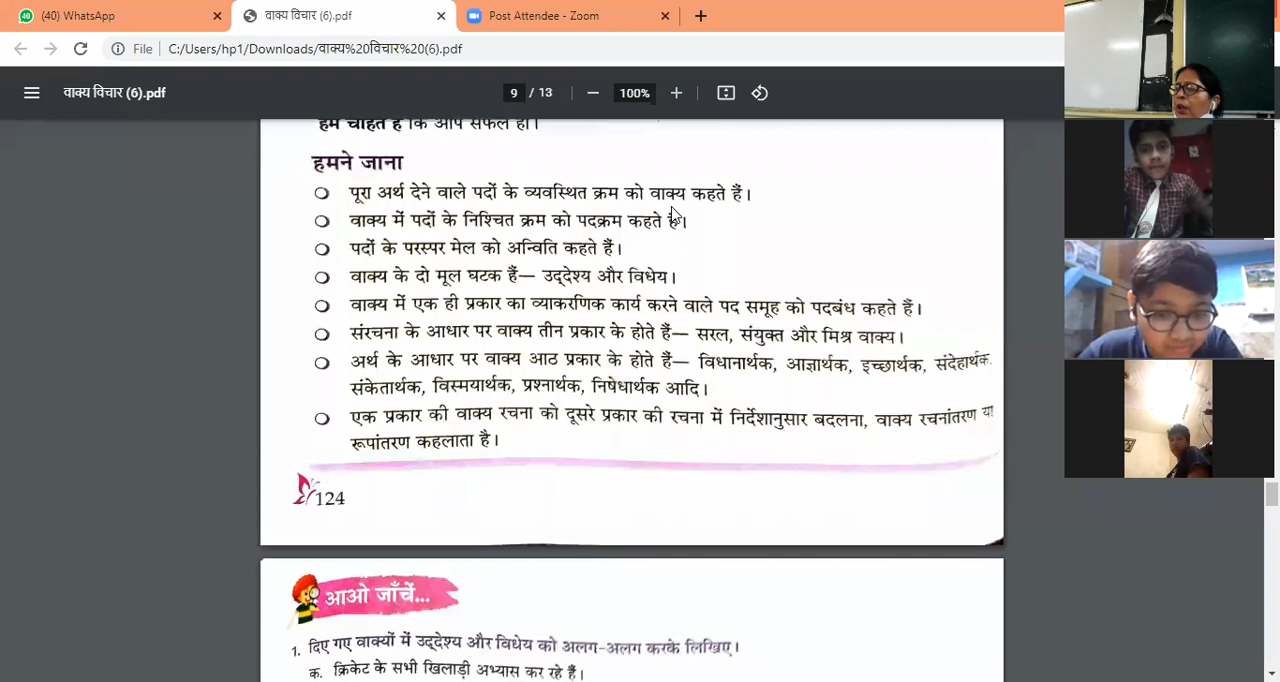 (40) WhatsApp
वाक्य विचार (6).pdf
Post Attendee - Zoom
File
C:/Users/hp1/Downloads/वाक्य%20विचार%20(6).pdf
वाक्य विचार (6).pdf
9 / 13
100%
हम चाहते हैं कि आप सफल हों।
हमने जाना
पूरा अर्थ देने वाले पदों के व्यवस्थित क्रम को वाक्य कहते हैं।
वाक्य में पदों के निश्चित क्रम को पदक्रम कहते हैं।
पदों के परस्पर मेल को अन्विति कहते हैं।
वाक्य के दो मूल घटक हैं— उद्देश्य और विधेय।
वाक्य में एक ही प्रकार का व्याकरणिक कार्य करने वाले पद समूह को पदबंध कहते हैं।
संरचना के आधार पर वाक्य तीन प्रकार के होते हैं— सरल, संयुक्त और मिश्र वाक्य।
अर्थ के आधार पर वाक्य आठ प्रकार के होते हैं— विधानार्थक, आज्ञार्थक, इच्छार्थक, संदेहार्थक,
संकेतार्थक, विस्मयार्थक, प्रश्नार्थक, निषेधार्थक आदि।
एक प्रकार की वाक्य रचना को दूसरे प्रकार की रचना में निर्देशानुसार बदलना, वाक्य रचनांतरण या
रूपांतरण कहलाता है।
124
आओ जाँचें...
1. दिए गए वाक्यों में उद्देश्य और विधेय को अलग-अलग करके लिखिए।
क. क्रिकेट के सभी खिलाड़ी अभ्यास कर रहे हैं।